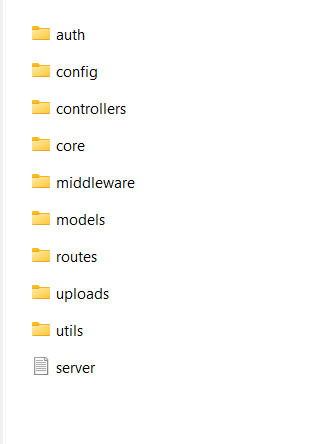 auth
config
controllers
core
middleware
models
routes
uploads
utils
server